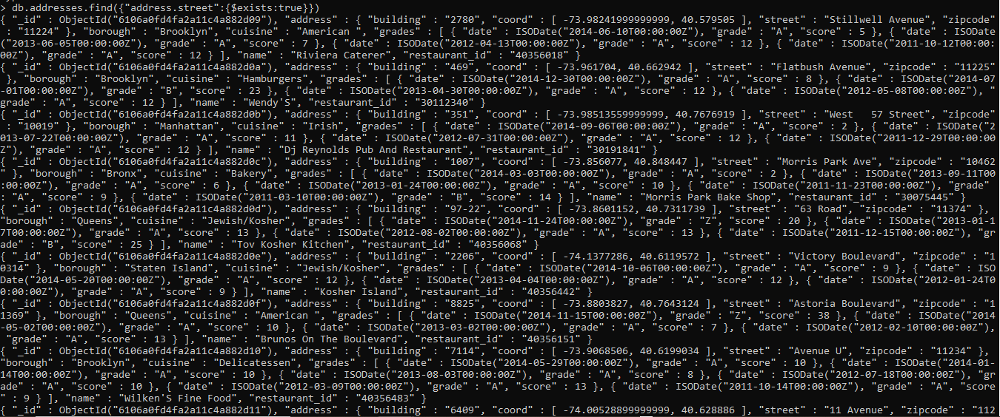 > db.addresses.find({"address.street":{$exists:true}})
{ "_id" : ObjectId("6106a0fd4fa2a11c4a882d09"), "address" : { "building" : "2780", "coord" : [ -73.98241999999999, 40.579505 ], "street" : "Stillwell Avenue", "zipcode"
: "11224" }, "borough" : "Brooklyn", "cuisine" : "American ", "grades" : [ { "date" : ISODate("2014-06-10T00:00:00Z"), "grade" : "A", "score" : 5 }, { "date" : ISODate("
2013-06-05T00:00:00Z"), "grade" : "A", "score" : 7 }, { "date" : ISODate("2012-04-13T00:00:00Z"), "grade" : "A", "score" : 12 }, { "date" : ISODate("2011-10-12T00:00:
00Z"), "grade" : "A", "score" : 12 } ], "name" : "Riviera Caterer", "restaurant_id" : "40356018" }
{ "_id" : ObjectId("6106a0fd4fa2a11c4a882d0a"), "address" : { "building" : "469", "coord" : [ -73.961704, 40.662942 ], "street" : "Flatbush Avenue", "zipcode" : "11225"
 }, "borough" : "Brooklyn", "cuisine" : "Hamburgers", "grades" : [ { "date" : ISODate("2014-12-30T00:00:00Z"), "grade" : "A", "score" : 8 }, { "date" : ISODate("2014-07
-01T00:00:00Z"), "grade" : "B", "score" : 23 }, { "date" : ISODate("2013-04-30T00:00:00Z"), "grade" : "A", "score" : 12 }, { "date" : ISODate("2012-05-08T00:00:00Z"), "
grade" : "A", "score" : 12 } ], "name" : "Wendy'S", "restaurant_id" : "30112340" }
{ "_id" : ObjectId("6106a0fd4fa2a11c4a882d0b"), "address" : { "building" : "351", "coord" : [ -73.98513559999999, 40.7676919 ], "street" : "West   57 Street", "zipcode"
: "10019" }, "borough" : "Manhattan", "cuisine" : "Irish", "grades" : [ { "date" : ISODate("2014-09-06T00:00:00Z"), "grade" : "A", "score" : 2 }, { "date" : ISODate("2
013-07-22T00:00:00Z"), "grade" : "A", "score" : 11 }, { "date" : ISODate("2012-07-31T00:00:00Z"), "grade" : "A", "score" : 12 }, { "date" : ISODate("2011-12-29T00:00:00
Z"), "grade" : "A", "score" : 12 } ], "name" : "Dj Reynolds Pub And Restaurant", "restaurant_id" : "30191841" }
{ "_id" : ObjectId("6106a0fd4fa2a11c4a882d0c"), "address" : { "building" : "1007", "coord" : [ -73.856077, 40.848447 ], "street" : "Morris Park Ave", "zipcode" : "10462
" }, "borough" : "Bronx", "cuisine" : "Bakery", "grades" : [ { "date" : ISODate("2014-03-03T00:00:00Z"), "grade" : "A", "score" : 2 }, { "date" : ISODate("2013-09-11T00
:00:00Z"), "grade" : "A", "score" : 6 }, { "date" : ISODate("2013-01-24T00:00:00Z"), "grade" : "A", "score" : 10 }, { "date" : ISODate("2011-11-23T00:00:00Z"), "grade"
: "A", "score" : 9 }, { "date" : ISODate("2011-03-10T00:00:00Z"), "grade" : "B", "score" : 14 } ], "name" : "Morris Park Bake Shop", "restaurant_id" : "30075445" }
{ "_id" : ObjectId("6106a0fd4fa2a11c4a882d0d"), "address" : { "building" : "97-22", "coord" : [ -73.8601152, 40.7311739 ], "street" : "63 Road", "zipcode" : "11374" },
"borough" : "Queens", "cuisine" : "Jewish/Kosher", "grades" : [ { "date" : ISODate("2014-11-24T00:00:00Z"), "grade" : "Z", "score" : 20 }, { "date" : ISODate("2013-01-1
7T00:00:00Z"), "grade" : "A", "score" : 13 }, { "date" : ISODate("2012-08-02T00:00:00Z"), "grade" : "A", "score" : 13 }, { "date" : ISODate("2011-12-15T00:00:00Z"), "gr
ade" : "B", "score" : 25 } ], "name" : "Tov Kosher Kitchen", "restaurant_id" : "40356068" }
{ "_id" : ObjectId("6106a0fd4fa2a11c4a882d0e"), "address" : { "building" : "2206", "coord" : [ -74.1377286, 40.6119572 ], "street" : "Victory Boulevard", "zipcode" : "1
0314" }, "borough" : "Staten Island", "cuisine" : "Jewish/Kosher", "grades" : [ { "date" : ISODate("2014-10-06T00:00:00Z"), "grade" : "A", "score" : 9 }, { "date" : ISO
Date("2014-05-20T00:00:00Z"), "grade" : "A", "score" : 12 }, { "date" : ISODate("2013-04-04T00:00:00Z"), "grade" : "A", "score" : 12 }, { "date" : ISODate("2012-01-24T0
0:00:00Z"), "grade" : "A", "score" : 9 } ], "name" : "Kosher Island", "restaurant_id" : "40356442" }
{ "_id" : ObjectId("6106a0fd4fa2a11c4a882d0f"), "address" : { "building" : "8825", "coord" : [ -73.8803827, 40.7643124 ], "street" : "Astoria Boulevard", "zipcode" : "1
1369" }, "borough" : "Queens", "cuisine" : "American ", "grades" : [ { "date" : ISODate("2014-11-15T00:00:00Z"), "grade" : "Z", "score" : 38 }, { "date" : ISODate("2014
-05-02T00:00:00Z"), "grade" : "A", "score" : 10 }, { "date" : ISODate("2013-03-02T00:00:00Z"), "grade" : "A", "score" : 7 }, { "date" : ISODate("2012-02-10T00:00:00Z"),
 "grade" : "A", "score" : 13 } ], "name" : "Brunos On The Boulevard", "restaurant_id" : "40356151" }
{ "_id" : ObjectId("6106a0fd4fa2a11c4a882d10"), "address" : { "building" : "7114", "coord" : [ -73.9068506, 40.6199034 ], "street" : "Avenue U", "zipcode" : "11234" },
"borough" : "Brooklyn", "cuisine" : "Delicatessen", "grades" : [ { "date" : ISODate("2014-05-29T00:00:00Z"), "grade" : "A", "score" : 10 }, { "date" : ISODate("2014-01-
14T00:00:00Z"), "grade" : "A", "score" : 10 }, { "date" : ISODate("2013-08-03T00:00:00Z"), "grade" : "A", "score" : 8 }, { "date" : ISODate("2012-07-18T00:00:00Z"), "gr
ade" : "A", "score" : 10 }, { "date" : ISODate("2012-03-09T00:00:00Z"), "grade" : "A", "score" : 13 }, { "date" : ISODate("2011-10-14T00:00:00Z"), "grade" : "A", "score"
 : 9 } ], "name" : "Wilken'S Fine Food", "restaurant_id" : "40356483" }
{ "_id" : ObjectId("6106a0fd4fa2a11c4a882d11"), "address" : { "building" : "6409", "coord" : [ -74.00528899999999, 40.628886 ], "street" : "11 Avenue", "zipcode" : "112